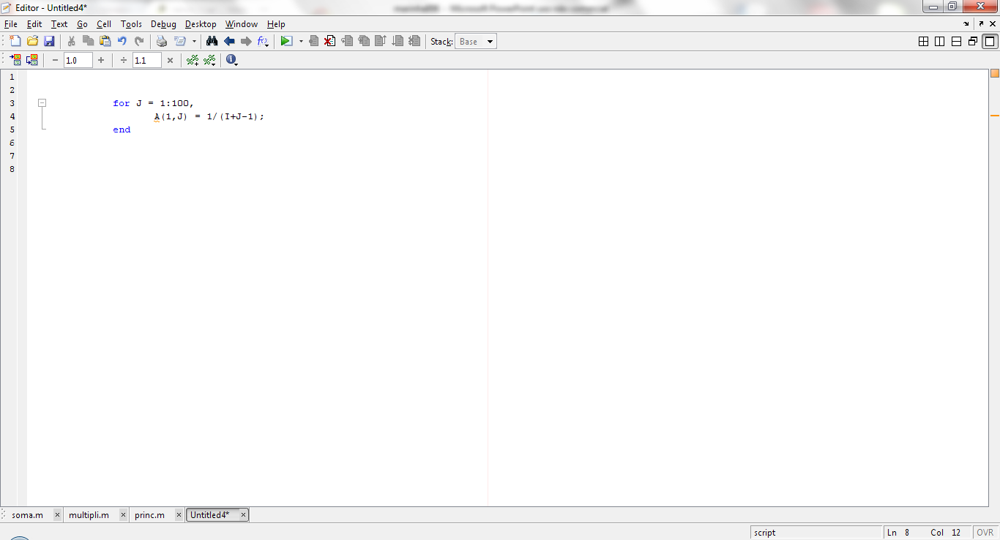 Editor - Untitled4*
File Edit Text Go Cell Tools Debug Desktop Window Help
Stack: Base
1.0 1.1
1
2
3 for J = 1:100,
4 A(1,J) = 1/(I+J-1);
5 end
6
7
8
soma.m multipli.m princ.m Untitled4*
script Ln 8 Col 12 OVR